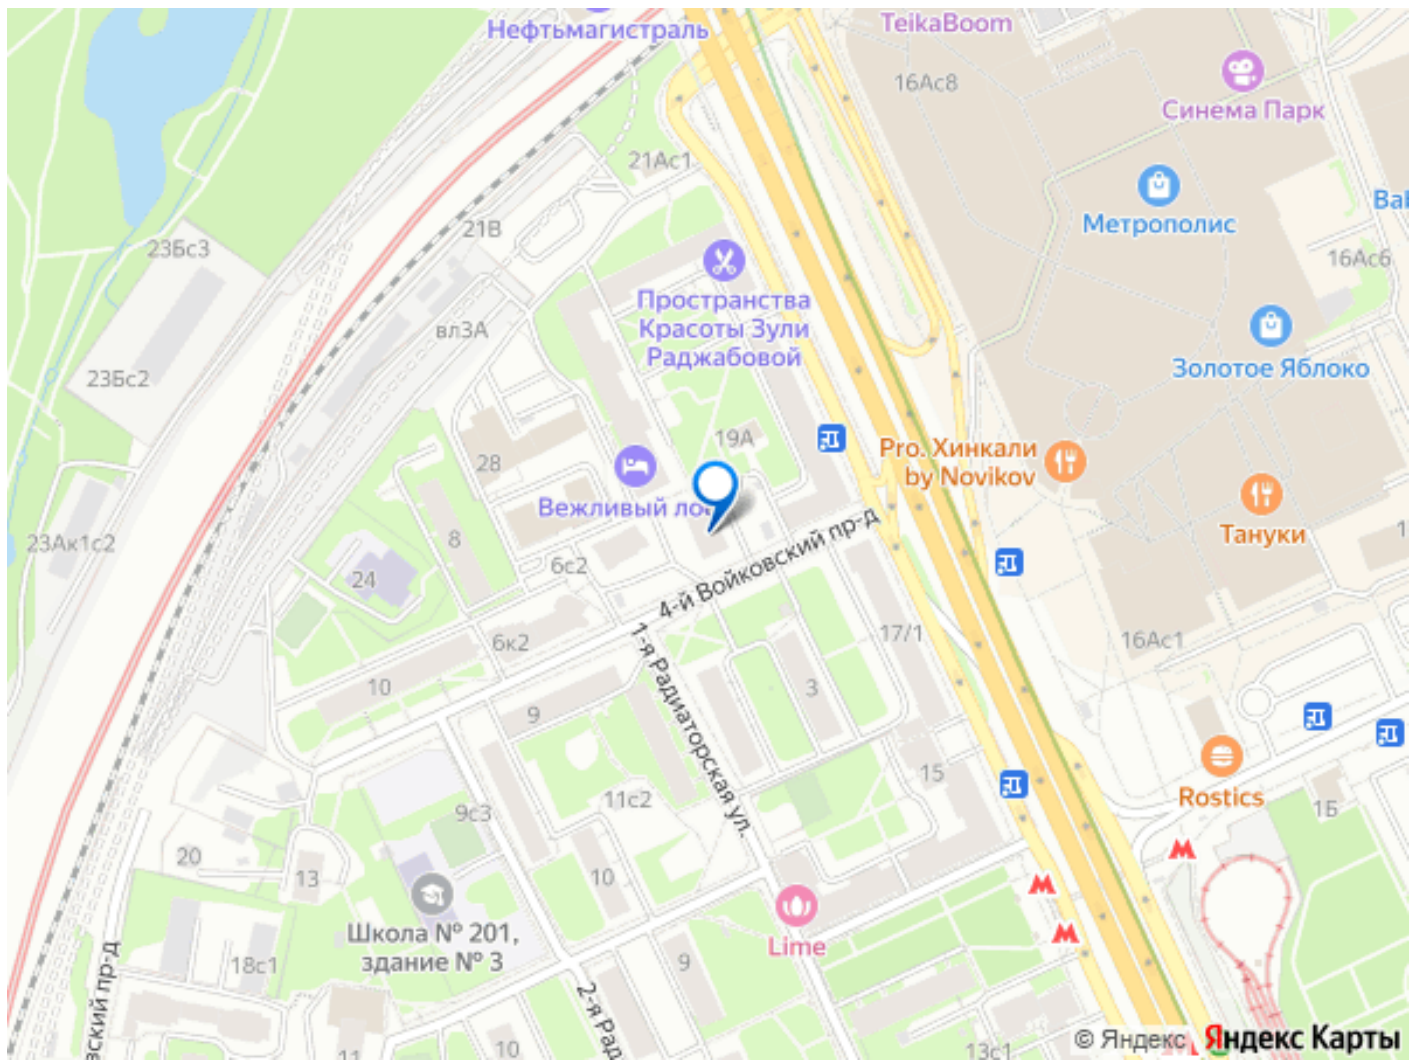 TeikaBoom
Нефтьмагистраль
16Ас8
Синема Парк
21Ас1
Метрополис
21В
23Бс3
16Ас6
Пространства
Красоты Зули
Раджабовой
вл3А
Золотое Яблоко
23Бс2
19А
Pro. Хинкали
by Novikov
28
Вежливый
Тануки
8
23Ак1с2
6с2
24
4-й Войковский пр-д
17/1
16Ас1
6к2
1-я Радиаторская ул.
10
3
9
15
11с2
Rostics
1Б
9с3
20
13
10
Школа № 201,
здание № 3
Lime
18с1
9
2-я Рад
вский пр-д
11
10
13с1
© Яндекс Яндекс Карты